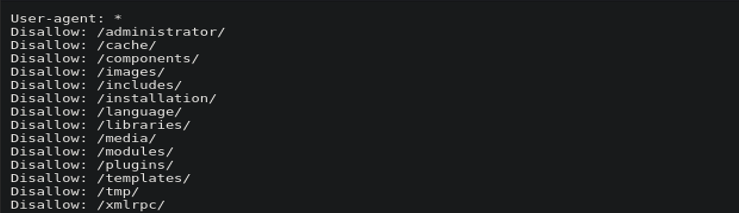 User-agent: *
Disallow: /administrator/
Disallow: /cache/
Disallow: /components/
Disallow: /images/
Disallow: /includes/
Disallow: /installation/
Disallow: /language/
Disallow: /libraries/
Disallow: /media/
Disallow: /modules/
Disallow: /plugins/
Disallow: /templates/
Disallow: /tmp/
Disallow: /xmlrpc/